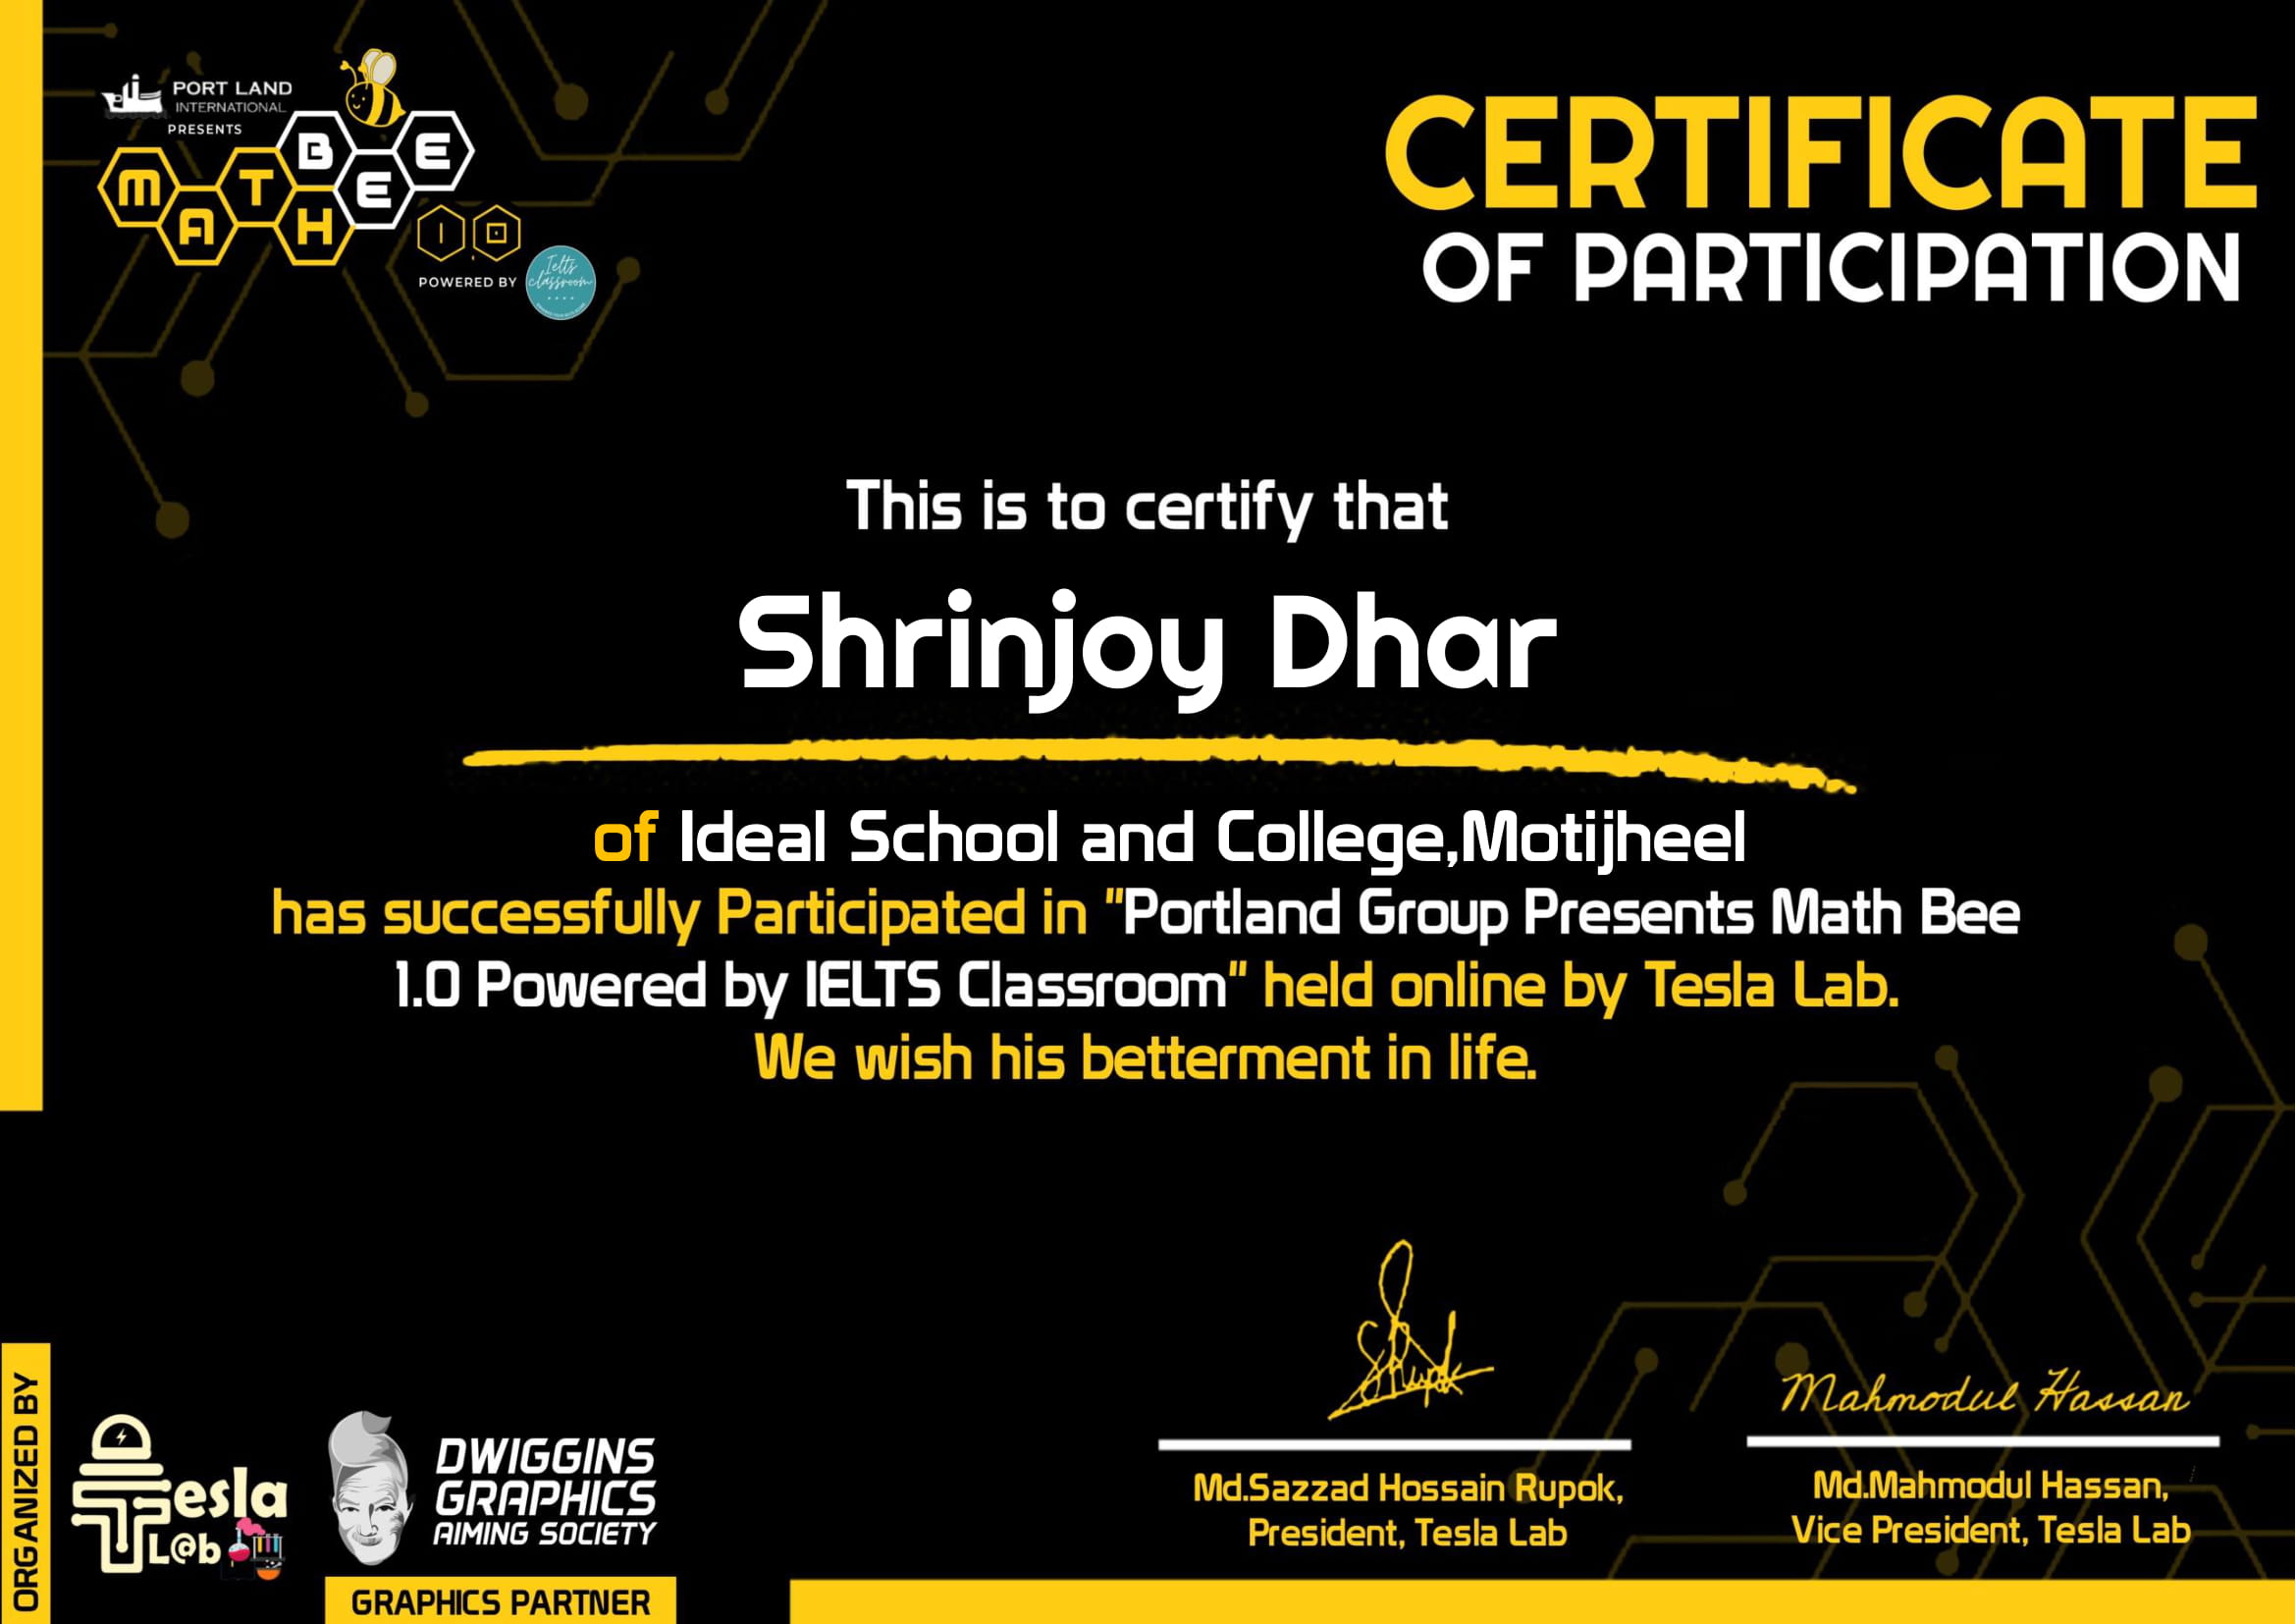 PORT LAND
INTERNATIONAL
PRESENTS
MATH BEE
1.0
POWERED BY
Ielts
classroom
CERTIFICATE
OF PARTICIPATION
This is to certify that
Shrinjoy Dhar
of Ideal School and College,Motijheel
has successfully Participated in "Portland Group Presents Math Bee
1.0 Powered by IELTS Classroom" held online by Tesla Lab.
We wish his betterment in life.
ORGANIZED BY
Tesla
L@b
DWIGGINS
GRAPHICS
AIMING SOCIETY
GRAPHICS PARTNER
SRupok
Md.Sazzad Hossain Rupok,
President, Tesla Lab
Mahmodul Hassan
Md.Mahmodul Hassan,
Vice President, Tesla Lab